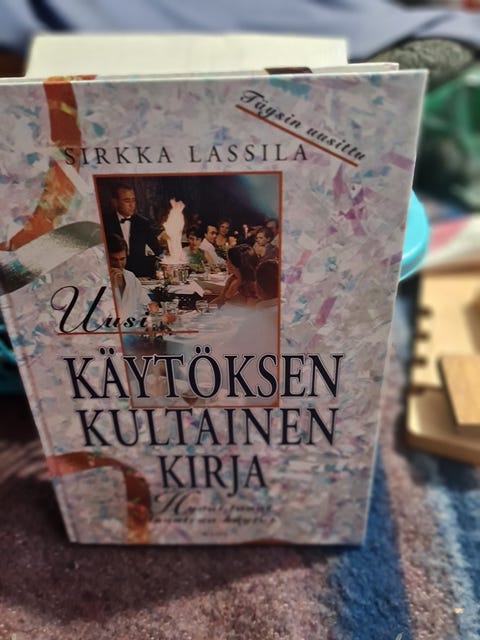 Täysin uusittu
SIRKKA LASSILA
Uusi
KÄYTÖKSEN
KULTAINEN
KIRJA